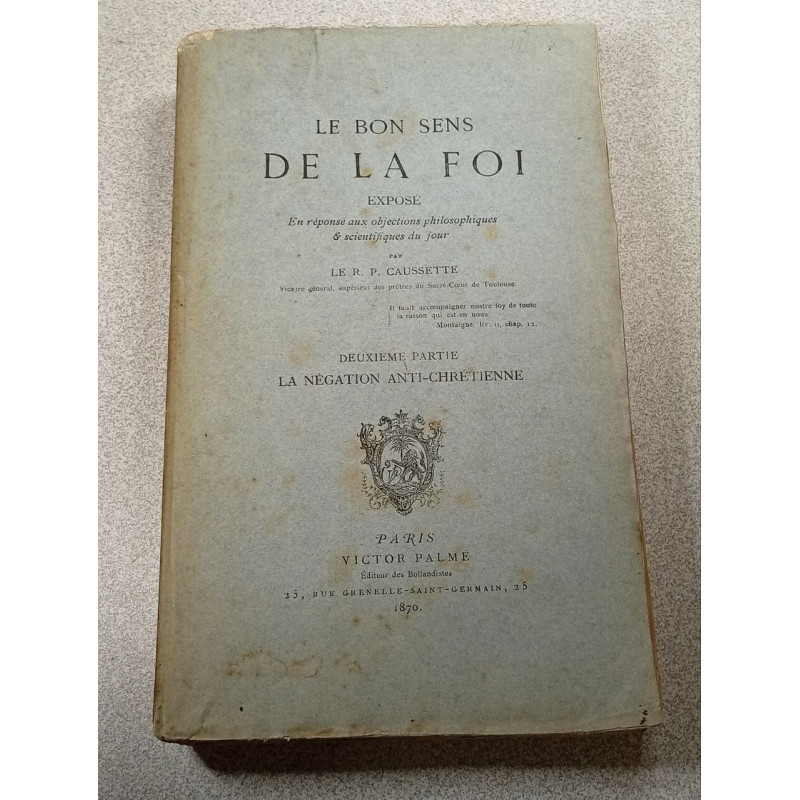 LE BON SENS
DE LA FOI
EXPOSÉ
En réponse aux objections philosophiques
& scientifiques du jour
PAR
LE R. P. CAUSSETTE
Vicaire général, supérieur des prêtres du Sacré-Cœur de Toulouse.
Il fault accompaigner nostre foy de toute
la raison qui est en nous.
Montaigne, liv. II, chap. 12.
DEUXIÈME PARTIE
LA NÉGATION ANTI-CHRÉTIENNE
PARIS
VICTOR PALMÉ
Éditeur des Bollandistes
25, RUE GRENELLE-SAINT-GERMAIN, 25
1870.